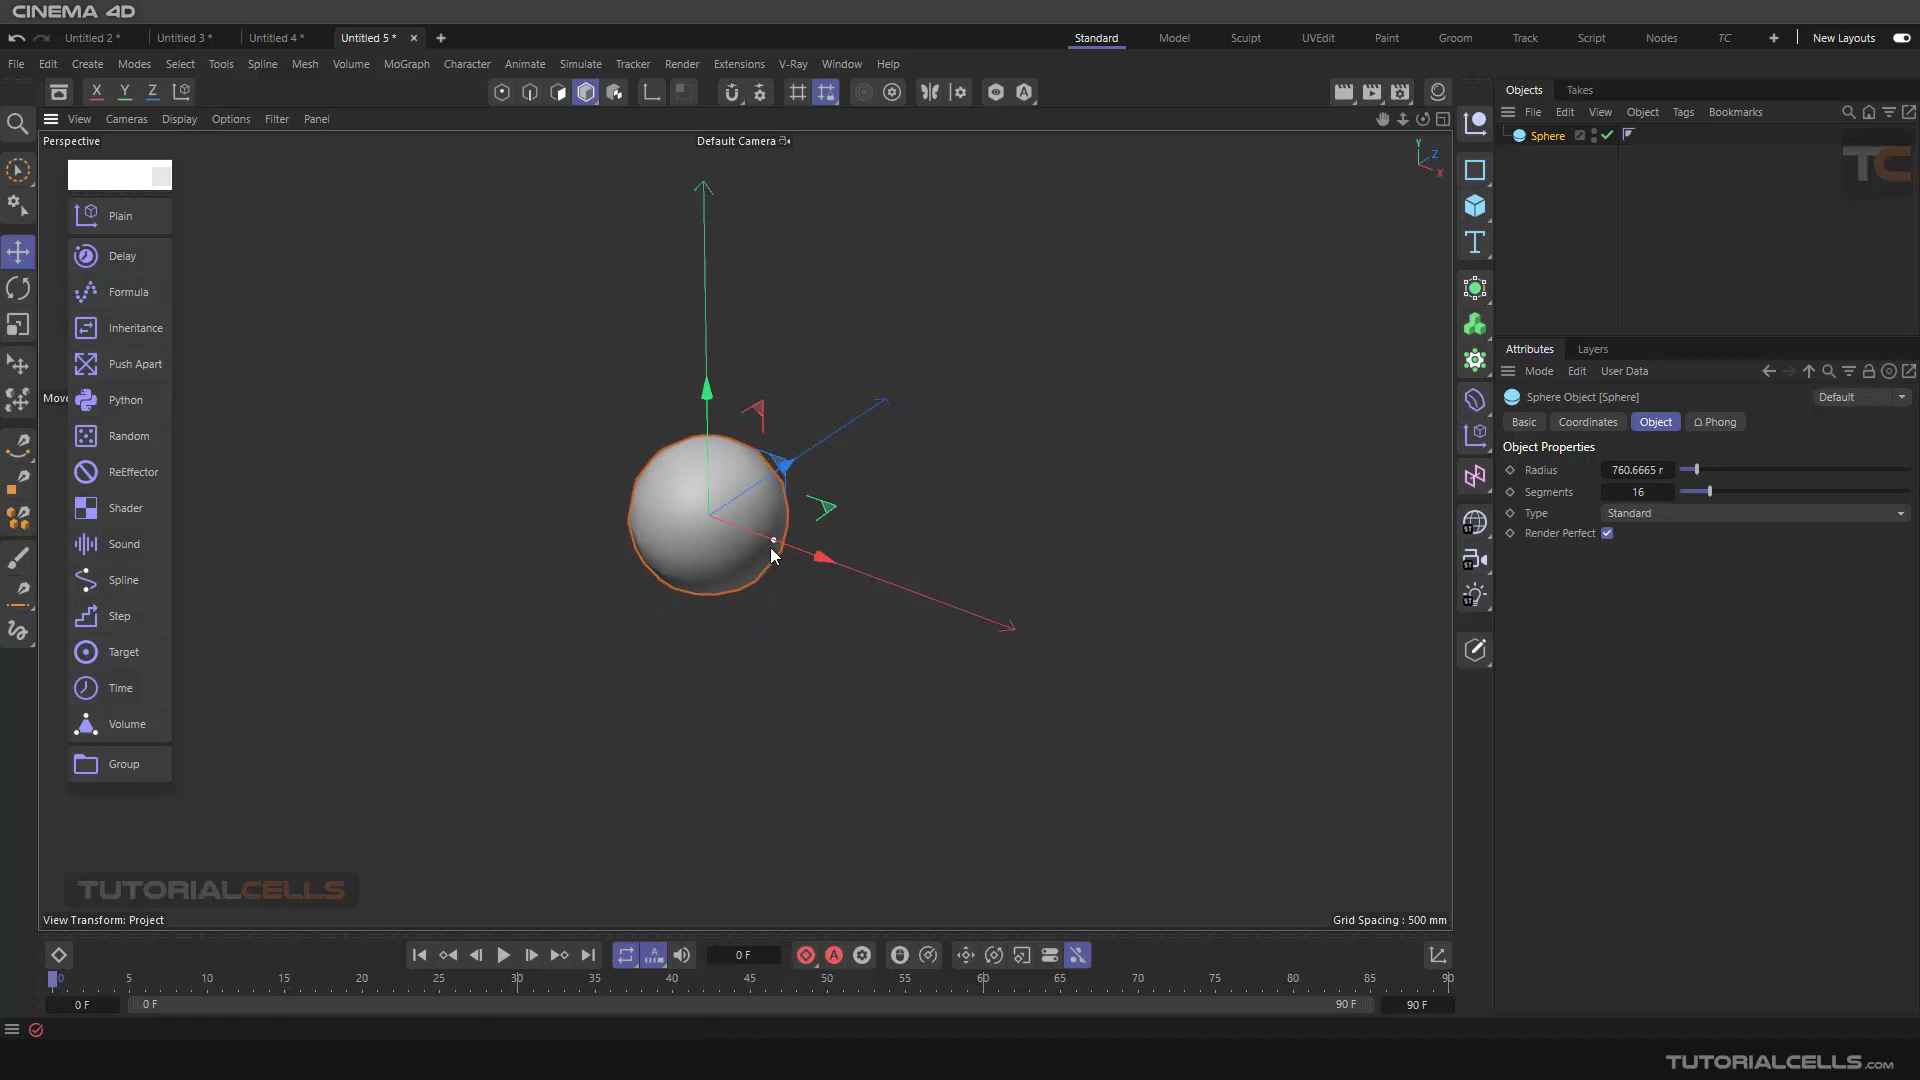 CINEMA 4D
Untitled 2 *
Untitled 3 *
Untitled 4 *
Untitled 5 *
Standard
Model
Sculpt
UVEdit
Paint
Groom
Track
Script
Nodes
TC
New Layouts
File Edit Create Modes Select Tools Spline Mesh Volume MoGraph Character Animate Simulate Tracker Render Extensions V-Ray Window Help
X Y Z
View Cameras Display Options Filter Panel
Perspective
Default Camera
Y
Z
X
Plain
Delay
Formula
Inheritance
Push Apart
Move
Python
Random
ReEffector
Shader
Sound
Spline
Step
Target
Time
Volume
Group
TUTORIALCELLS
View Transform: Project
Grid Spacing : 500 mm
Objects Takes
File Edit View Object Tags Bookmarks
Sphere
TC
Attributes Layers
Mode Edit User Data
Sphere Object [Sphere]
Default
Basic Coordinates Object Phong
Object Properties
Radius 760.6665 r
Segments 16
Type Standard
Render Perfect
ST
ST
ST
A
0 F
A
0 5 10 15 20 25 30 35 40 45 50 55 60 65 70 75 80 85 90
0 F
0 F
90 F
90 F
TUTORIALCELLS.COM